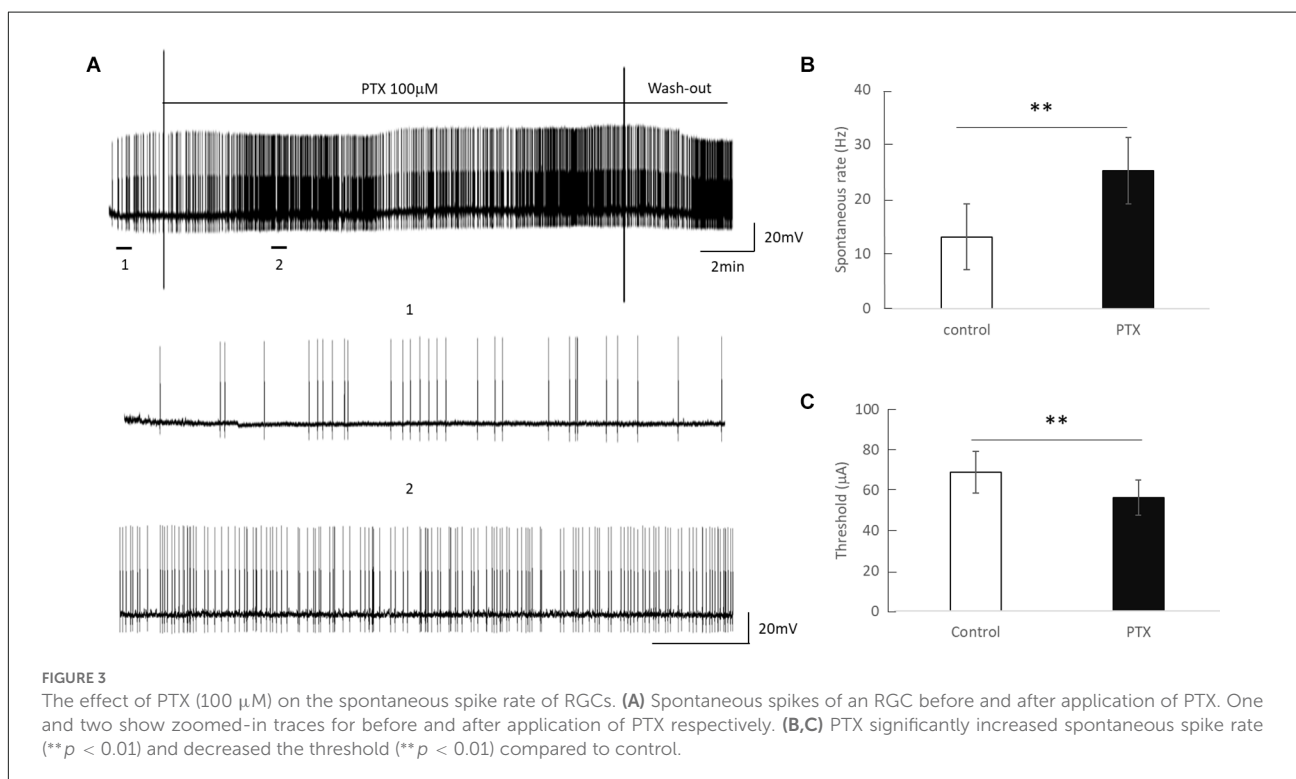 A
PTX 100μM
Wash-out
1
2
20mV
2min
1
2
20mV
B
**
40
30
20
10
0
Spontaneous rate (Hz)
control
PTX
C
**
100
80
60
40
20
0
Threshold (μA)
Control
PTX
FIGURE 3
The effect of PTX (100 μM) on the spontaneous spike rate of RGCs. (A) Spontaneous spikes of an RGC before and after application of PTX. One
and two show zoomed-in traces for before and after application of PTX respectively. (B,C) PTX significantly increased spontaneous spike rate
(**p < 0.01) and decreased the threshold (**p < 0.01) compared to control.